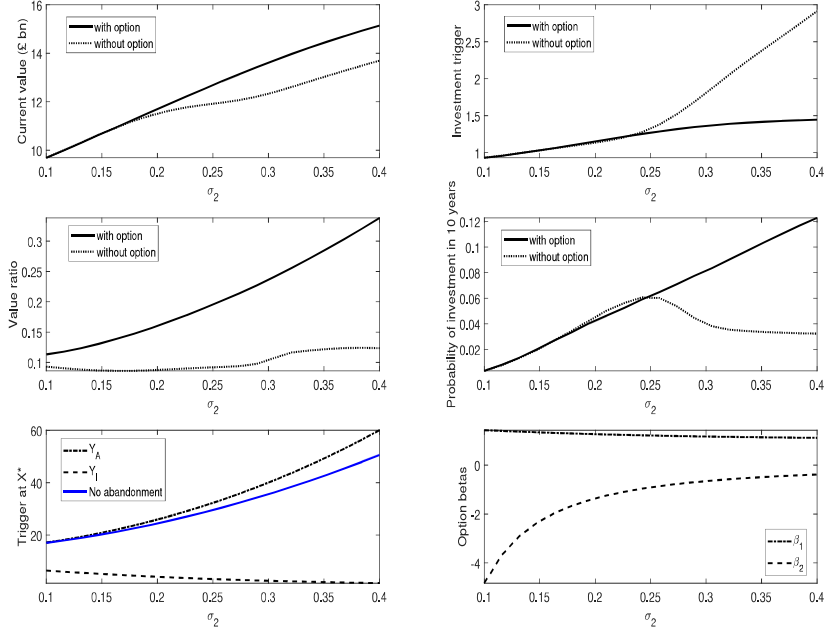 16
14
12
10
Current value (£ bn)
with option
without option
0.1 0.15 0.2 0.25 0.3 0.35 0.4
σ2
3
2.5
2
1.5
1
Investment trigger
with option
without option
0.1 0.15 0.2 0.25 0.3 0.35 0.4
σ2
0.3
0.25
0.2
0.15
0.1
Value ratio
with option
without option
0.1 0.15 0.2 0.25 0.3 0.35 0.4
σ2
0.12
0.1
0.08
0.06
0.04
0.02
Probability of investment in 10 years
with option
without option
0.1 0.15 0.2 0.25 0.3 0.35 0.4
σ2
60
40
20
Trigger at X*
YA
YI
No abandonment
0.1 0.15 0.2 0.25 0.3 0.35 0.4
σ2
0
-2
-4
Option betas
β1
β2
0.1 0.15 0.2 0.25 0.3 0.35 0.4
σ2